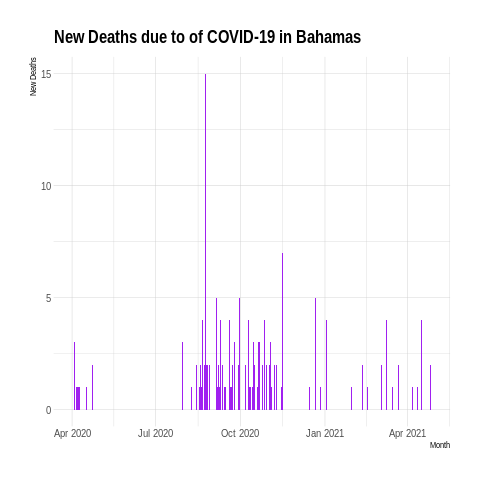 New Deaths due to of COVID-19 in Bahamas
New Deaths
15
10
5
0
Apr 2020
Jul 2020
Oct 2020
Jan 2021
Apr 2021
Month